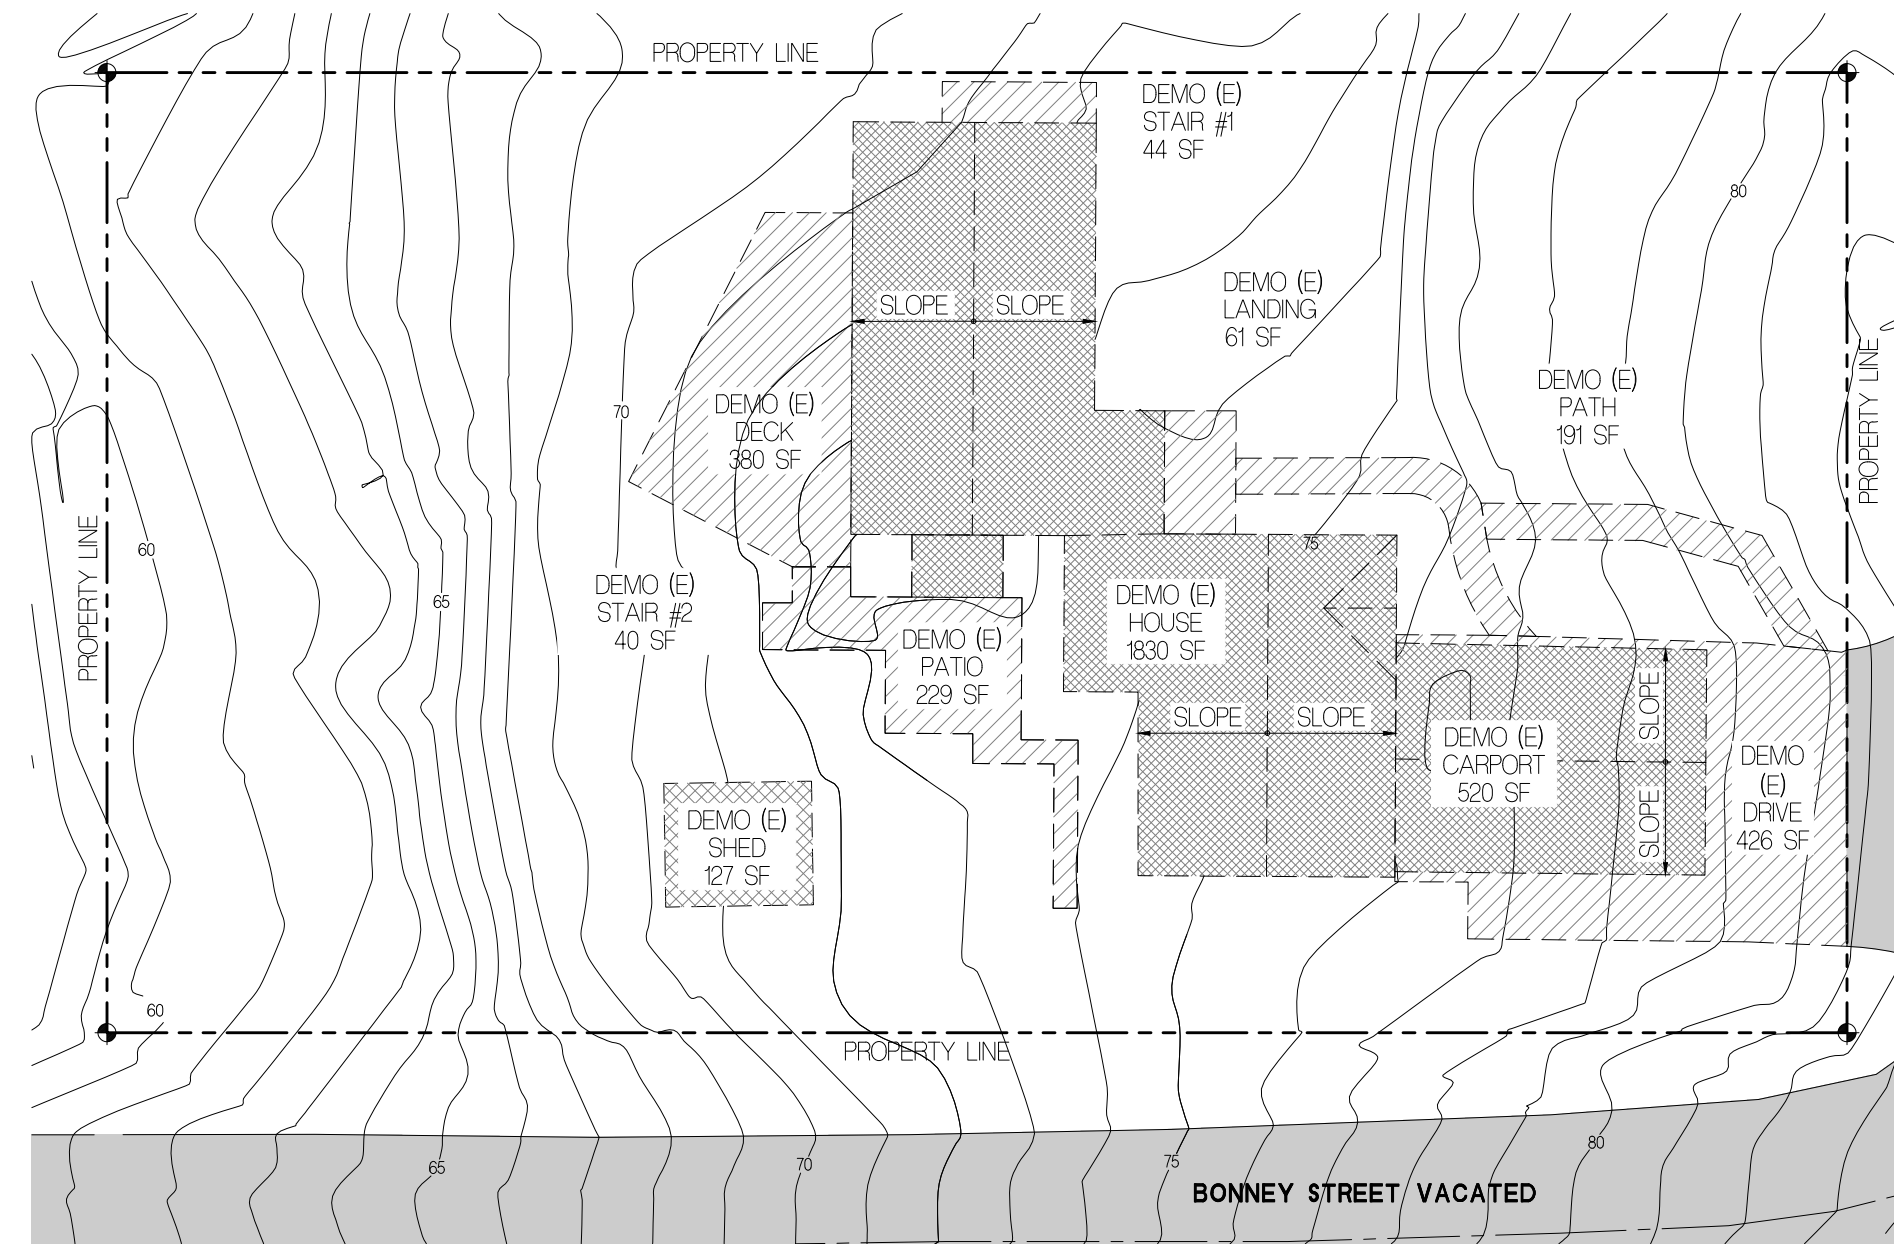 PROPERTY LINE
DEMO (E)
STAIR #1
44 SF
80
DEMO (E)
LANDING
61 SF
SLOPE
SLOPE
PROPERTY LINE
DEMO (E)
PATH
191 SF
70
DEMO (E)
DECK
380 SF
PROPERTY LINE
60
75
65
DEMO (E)
STAIR #2
40 SF
DEMO (E)
HOUSE
1830 SF
DEMO (E)
PATIO
229 SF
SLOPE
SLOPE
SLOPE
SLOPE
DEMO (E)
CARPORT
520 SF
DEMO
(E)
DRIVE
426 SF
DEMO (E)
SHED
127 SF
60
PROPERTY LINE
65
70
75
80
BONNEY STREET VACATED